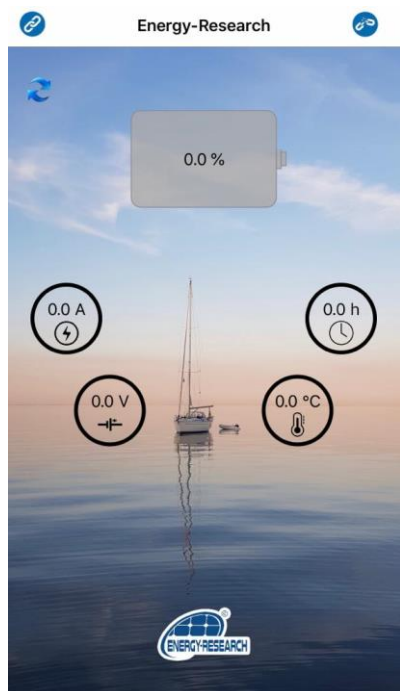 Energy-Research
0.0 %
0.0 A
0.0 h
0.0 V
0.0 °C
ENERGY-RESEARCH
®